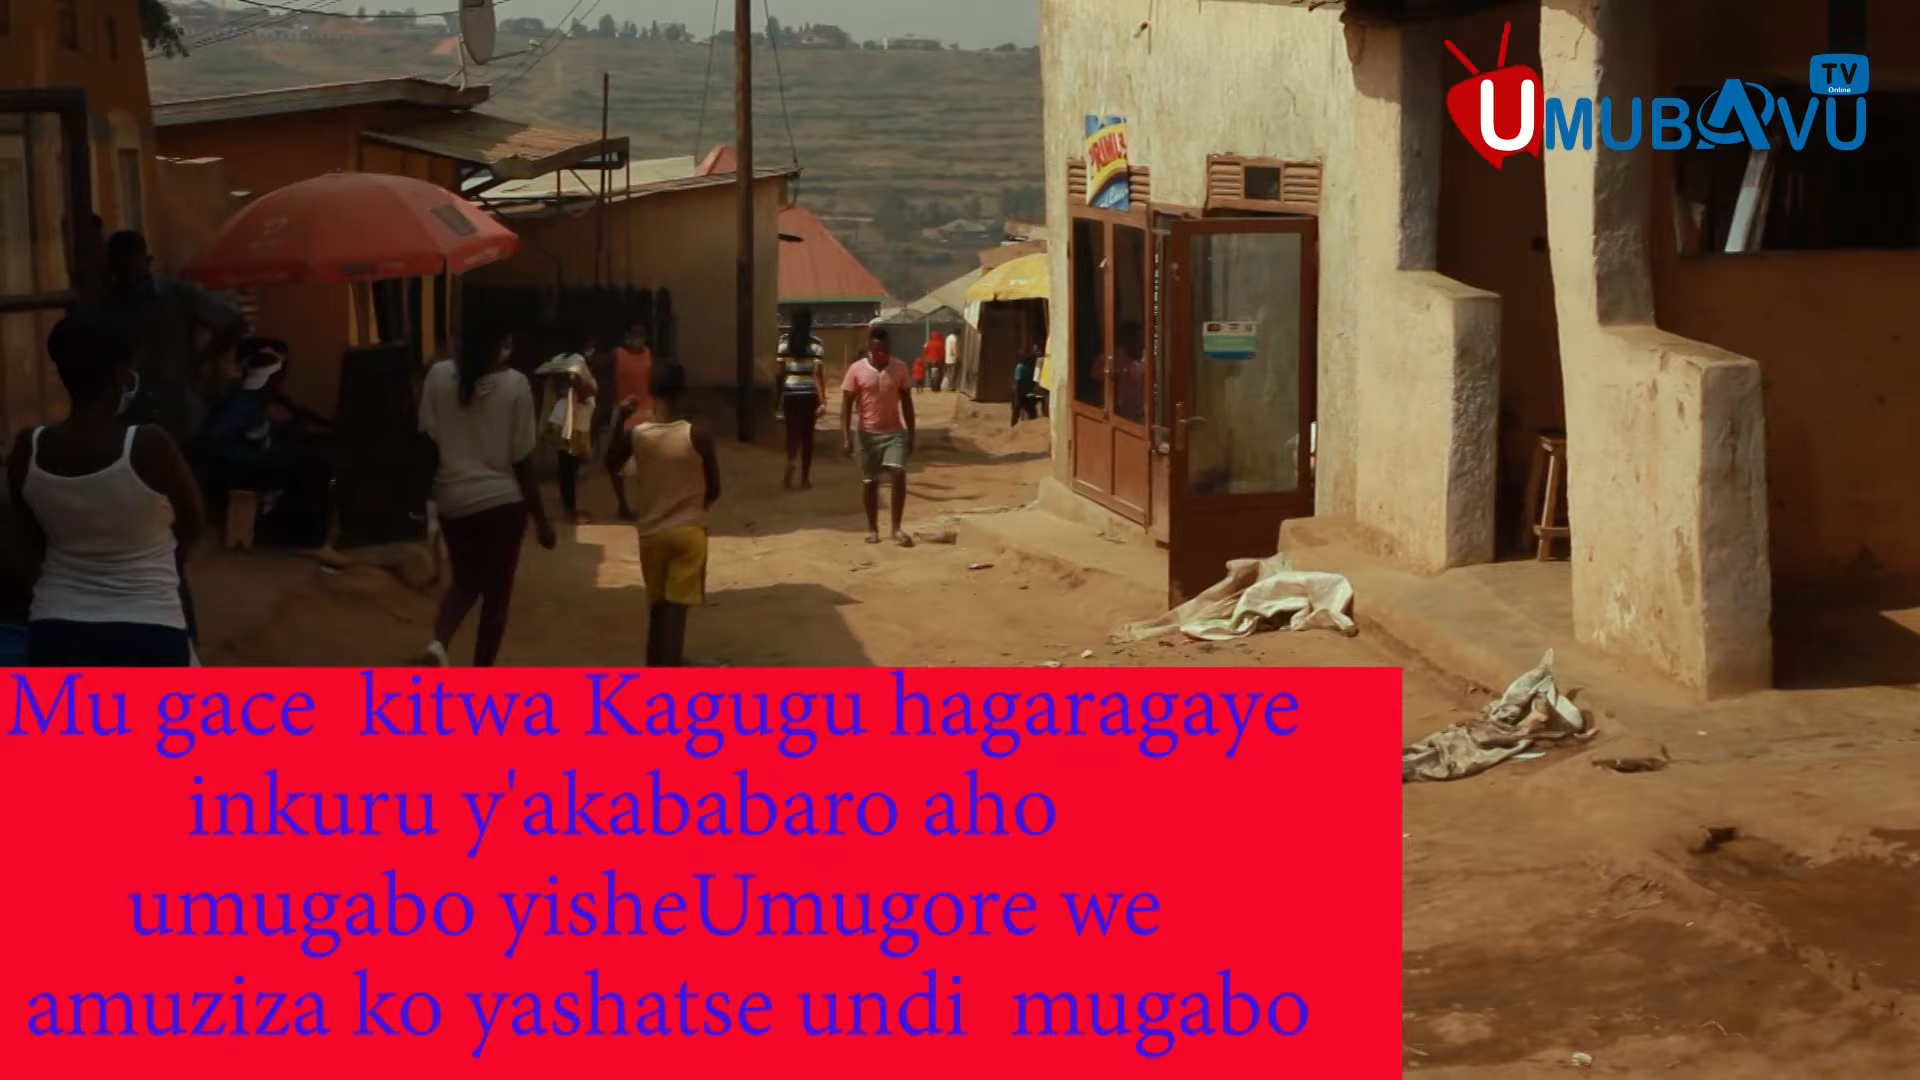 UMUBAVU
TV
Online
PRIMUS
Mu gace  kitwa Kagugu hagaragaye
inkuru y'akababaro aho
umugabo yisheUmugore we
amuziza ko yashatse undi  mugabo